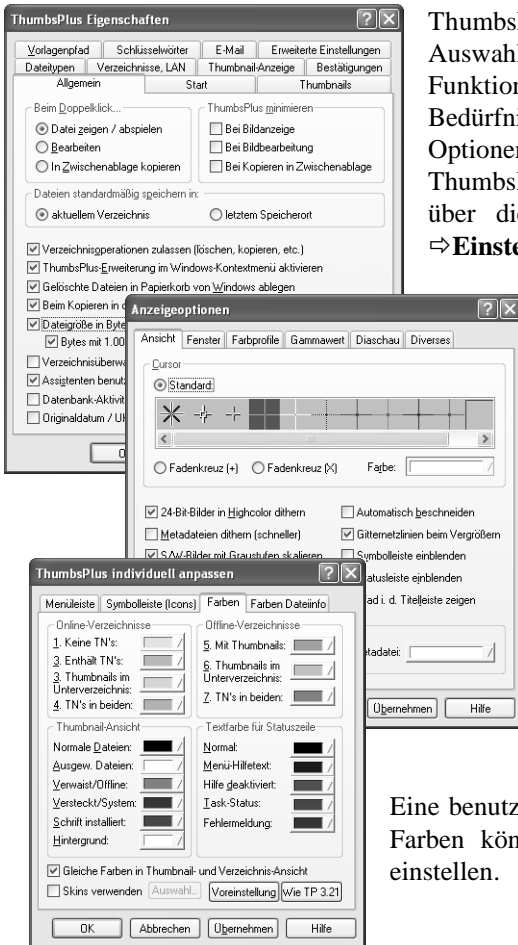 ThumbsPlus Eigenschaften
Vorlagenpfad Schlüsselwörter E-Mail Erweiterte Einstellungen
Dateitypen Verzeichnisse, LAN Thumbnail-Anzeige Bestätigungen
Allgemein Start Thumbnails
Beim Doppelklick... ThumbsPlus minimieren
Datei zeigen / abspielen Bei Bildanzeige
Bearbeiten Bei Bildbearbeitung
In Zwischenablage kopieren Bei Kopieren in Zwischenablage
Dateien standardmäßig speichern in:
aktuellem Verzeichnis letztem Speicherort
Verzeichnisoperationen zulassen (löschen, kopieren, etc.)
ThumbsPlus-Erweiterung im Windows-Kontextmenü aktivieren
Gelöschte Dateien in Papierkorb von Windows ablegen
Beim Kopieren in
Dateigröße in Byte
Bytes mit 1.00
Verzeichnisüberwa
Assistenten benut
Datenbank-Aktivit
Originaldatum / U
Thumbs
Auswahl
Funktion
Bedürfni
Optionen
Thumbs
über di
⇨Einste
Anzeigeoptionen
Ansicht Fenster Farbprofile Gammawert Diaschau Diverses
Cursor
Standard:
Fadenkreuz (+) Fadenkreuz (X) Farbe:
24-Bit-Bilder in Highcolor dithern Automatisch beschneiden
Metadateien dithern (schneller) Gitternetzlinien beim Vergrößern
S/W-Bilder mit Graustufen skalieren Symbolleiste einblenden
tatusleiste einblenden
fad i. d. Titelleiste zeigen
etadatei:
Übernehmen Hilfe
ThumbsPlus individuell anpassen
Menüleiste Symbolleiste (Icons) Farben Farben Dateiinfo
Online-Verzeichnisse Offline-Verzeichnisse
1. Keine TN's: 5. Mit Thumbnails:
3. Enthält TN's: 6. Thumbnails im
Unterverzeichnis:
3. Thumbnails im
Unterverzeichnis: 7. TN's in beiden:
4. TN's in beiden:
Thumbnail-Ansicht Textfarbe für Statuszeile
Normale Dateien: Normal:
Ausgew. Dateien: Menü-Hilfetext:
Verwaist/Offline: Hilfe deaktiviert:
Versteckt/System: Task-Status:
Schrift installiert: Fehlermeldung:
Hintergrund:
Gleiche Farben in Thumbnail- und Verzeichnis-Ansicht
Skins verwenden Auswahl... Voreinstellung Wie TP 3.21
OK Abbrechen Übernehmen Hilfe
Eine benutz
Farben kön
einstellen.